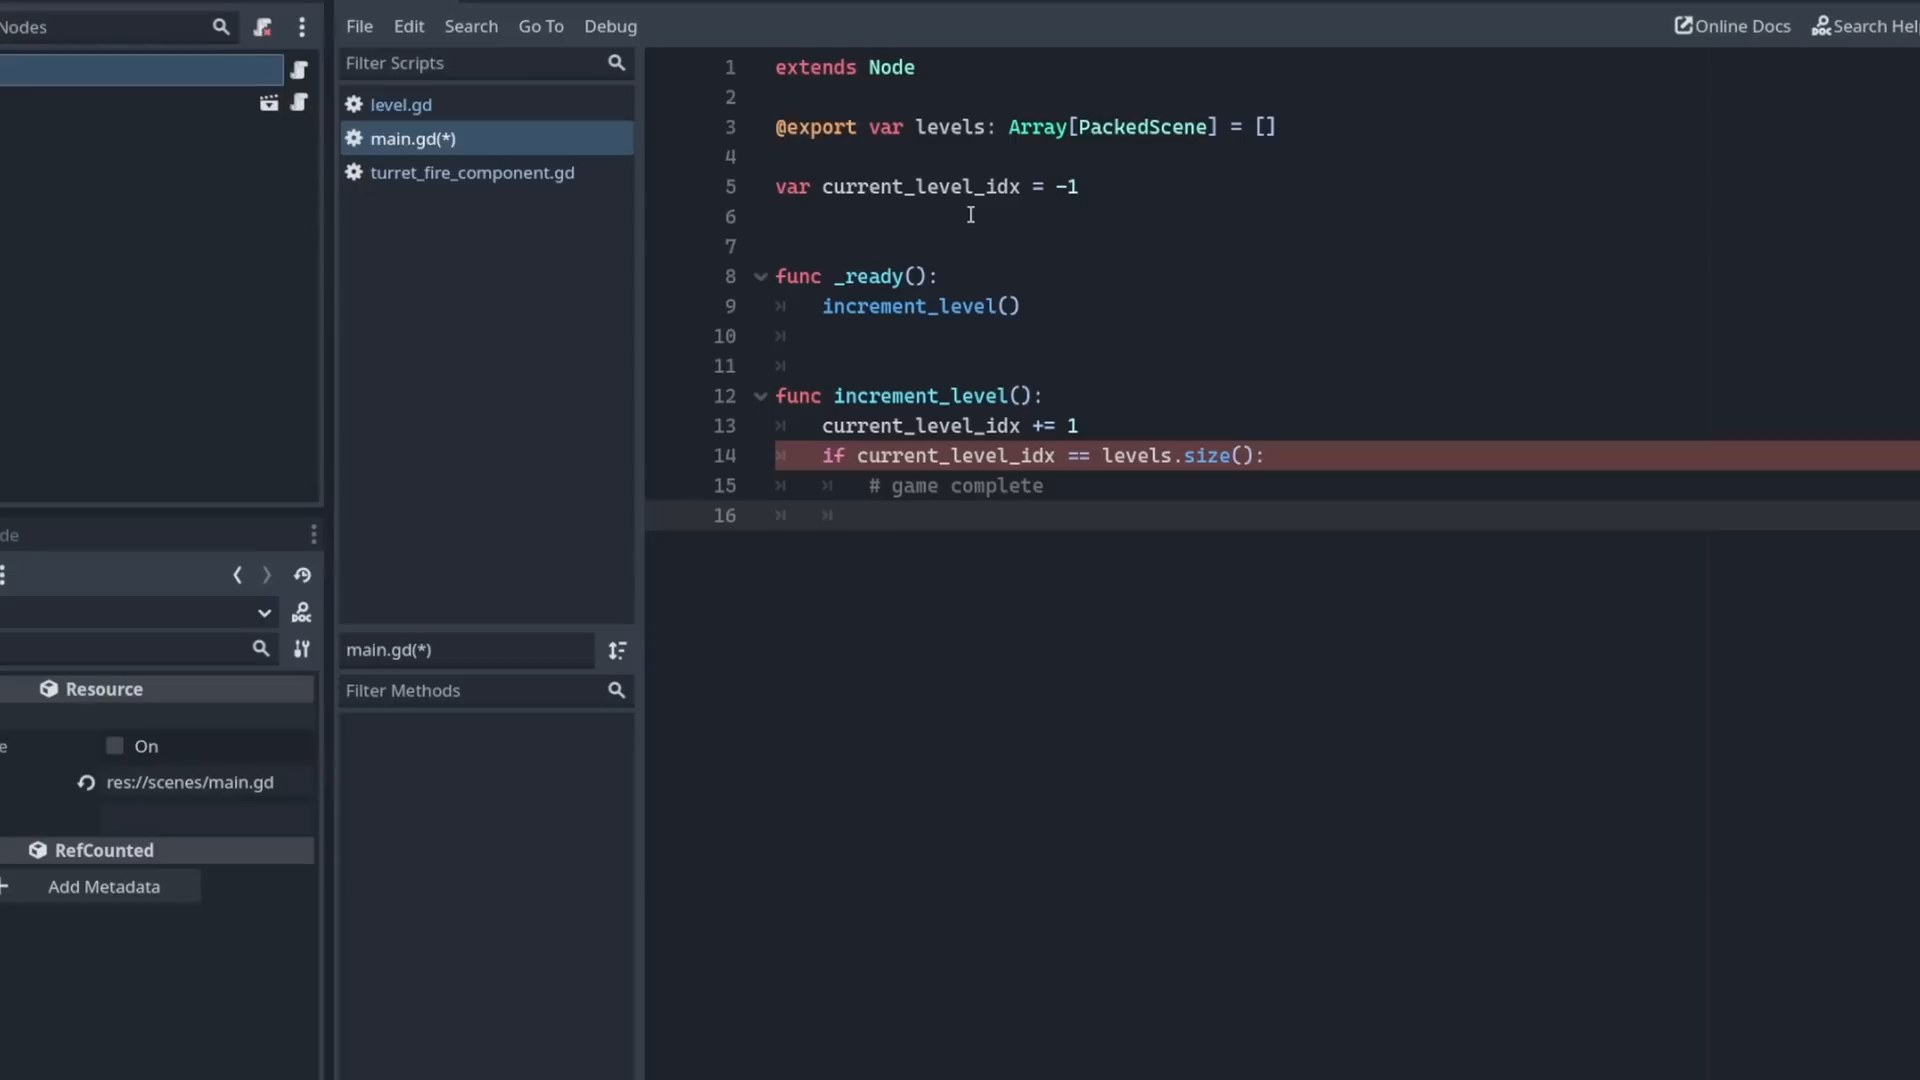 Nodes
File Edit Search Go To Debug
Online Docs Search Hel
Filter Scripts
level.gd
main.gd(*)
turret_fire_component.gd
main.gd(*)
Filter Methods
1 extends Node
2
3 @export var levels: Array[PackedScene] = []
4
5 var current_level_idx = -1
6
7
8 func _ready():
9 increment_level()
10
11
12 func increment_level():
13 current_level_idx += 1
14 if current_level_idx == levels.size():
15 # game complete
16
de
DOC
Resource
e On
res://scenes/main.gd
RefCounted
Add Metadata